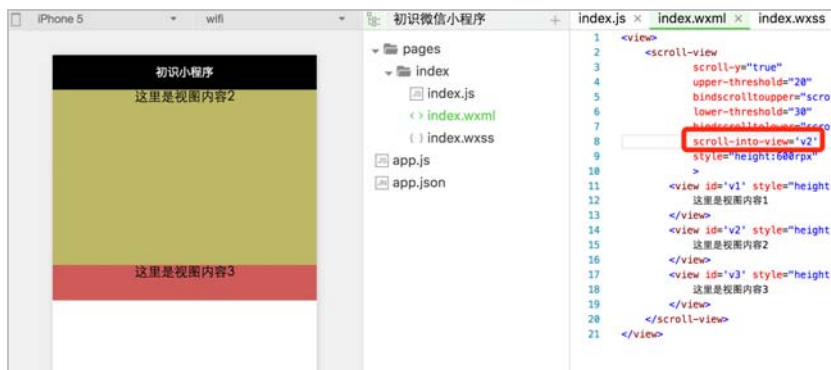 iPhone 5
wifi
初识微信小程序
index.js
index.wxml
index.wxss
初识小程序
这里是视图内容2
这里是视图内容3
pages
index
index.js
index.wxml
index.wxss
app.js
app.json
1 <view>
2 <scroll-view
3 scroll-y="true"
4 upper-threshold="20"
5 bindscrolltoupper="scro
6 lower-threshold="30"
7 bindscrolltolower="scro
8 scroll-into-view='v2'
9 style="height:600rpx"
10 >
11 <view id='v1' style="height
12 这里是视图内容1
13 </view>
14 <view id='v2' style="height
15 这里是视图内容2
16 </view>
17 <view id='v3' style="height
18 这里是视图内容3
19 </view>
20 </scroll-view>
21 </view>